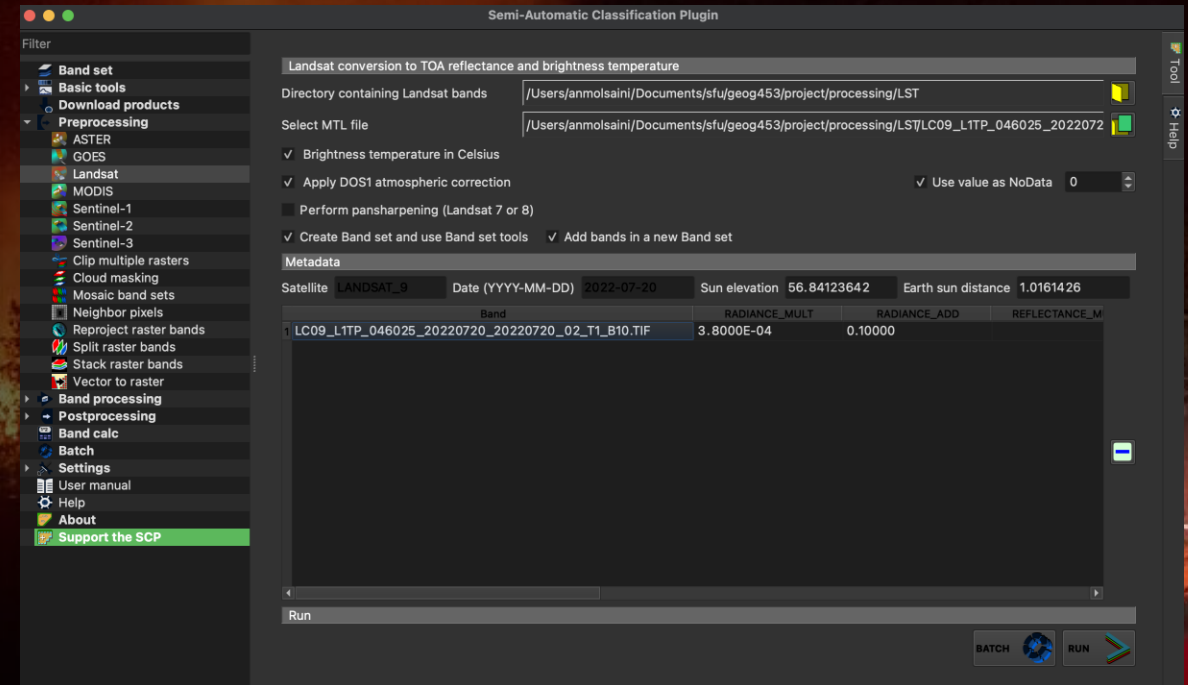 Semi-Automatic Classification Plugin
Filter
Band set
Basic tools
Download products
Preprocessing
ASTER
GOES
Landsat
MODIS
Sentinel-1
Sentinel-2
Sentinel-3
Clip multiple rasters
Cloud masking
Mosaic band sets
Neighbor pixels
Reproject raster bands
Split raster bands
Stack raster bands
Vector to raster
Band processing
Postprocessing
Band calc
Batch
Settings
User manual
Help
About
Support the SCP
Landsat conversion to TOA reflectance and brightness temperature
Directory containing Landsat bands /Users/anmolsaini/Documents/sfu/geog453/project/processing/LST
Select MTL file /Users/anmolsaini/Documents/sfu/geog453/project/processing/LST/LC09_L1TP_046025_2022072
Brightness temperature in Celsius
Apply DOS1 atmospheric correction Use value as NoData 0
Perform pansharpening (Landsat 7 or 8)
Create Band set and use Band set tools Add bands in a new Band set
Metadata
Satellite LANDSAT_9 Date (YYYY-MM-DD) 2022-07-20 Sun elevation 56.84123642 Earth sun distance 1.0161426
Band RADIANCE_MULT RADIANCE_ADD REFLECTANCE_M
1 LC09_L1TP_046025_20220720_20220720_02_T1_B10.TIF 3.8000E-04 0.10000
Run
BATCH RUN
Tool
Help